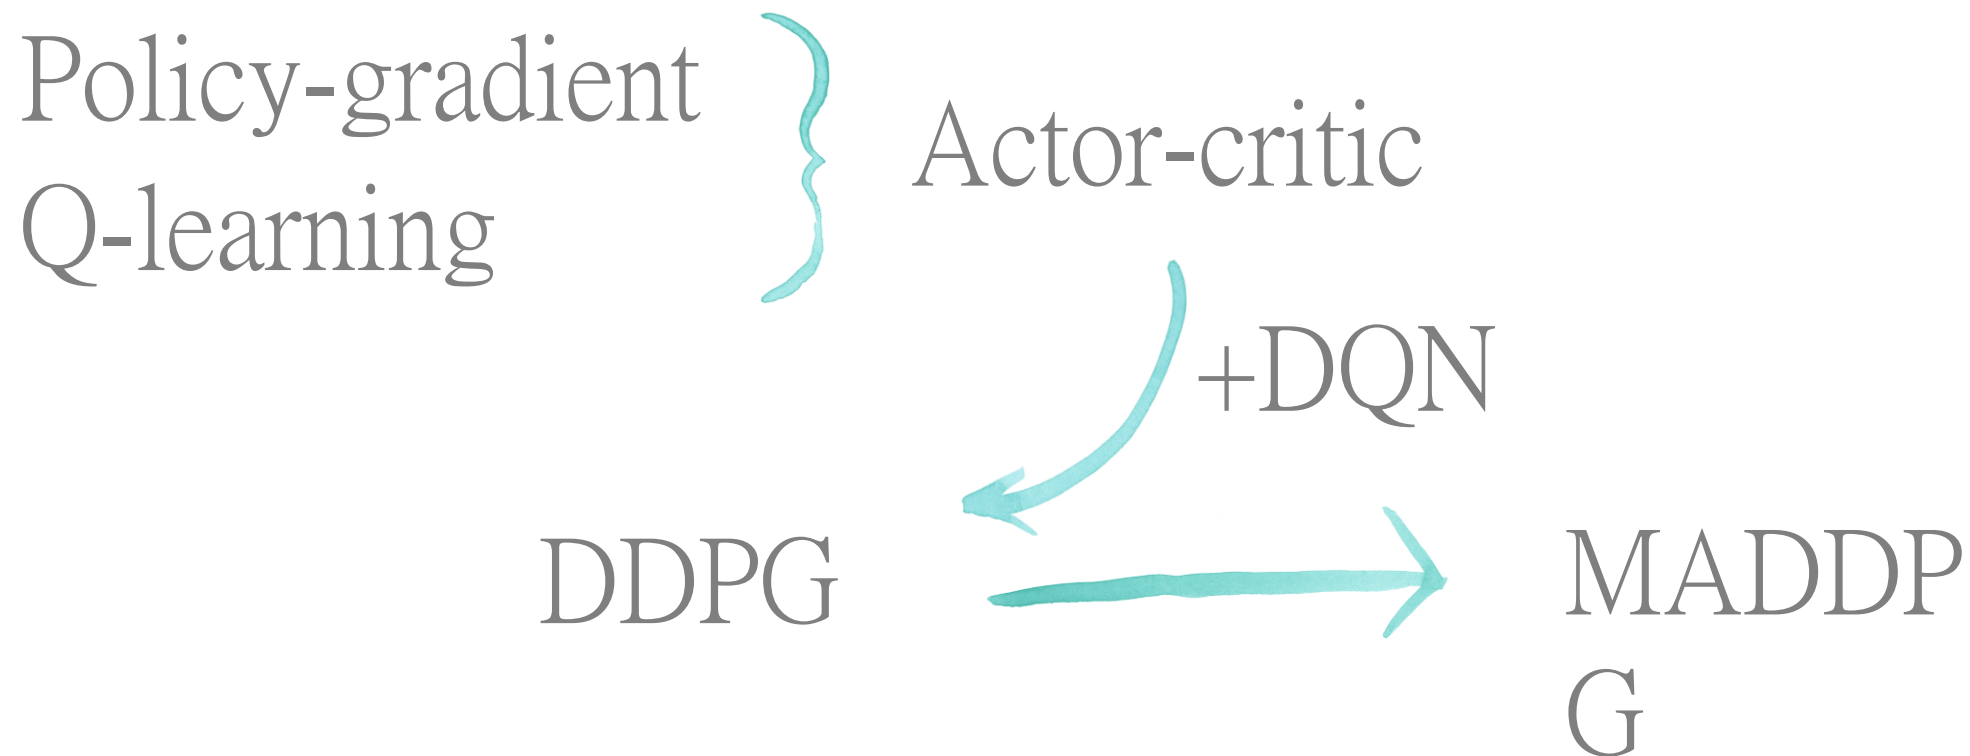 Policy-gradient
Q-learning
Actor-critic
+DQN
DDPG
MADDP
G